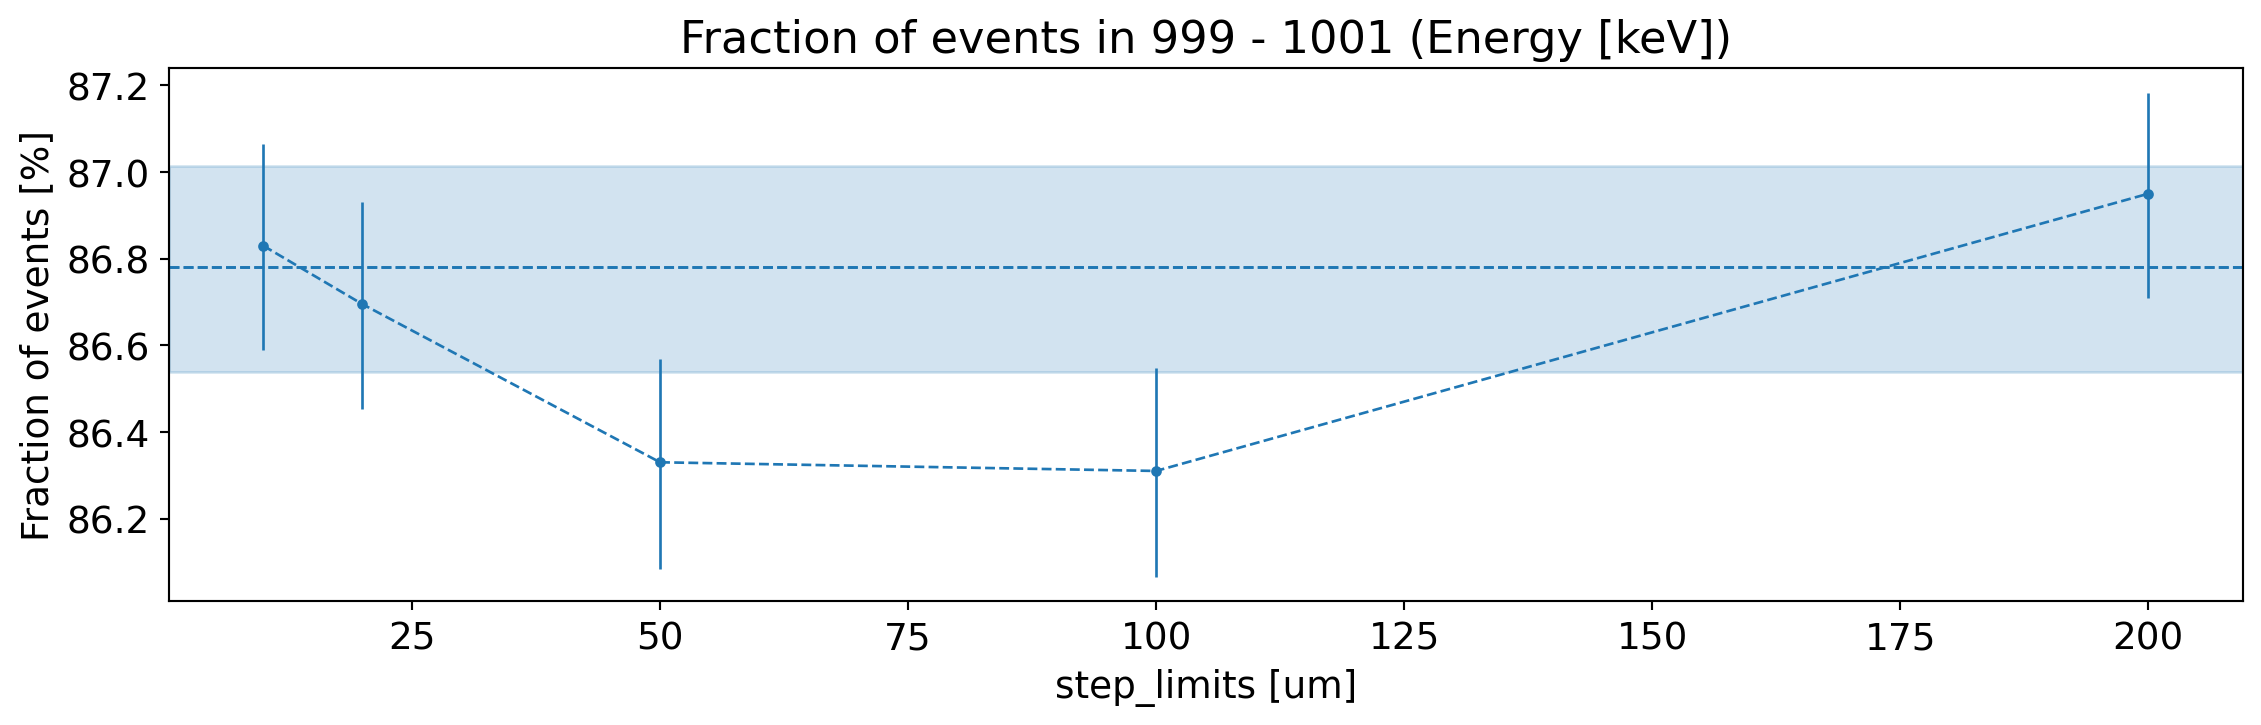 Fraction of events in 999 - 1001 (Energy [keV])
Fraction of events [%]
87.2
87.0
86.8
86.6
86.4
86.2
25 50 75 100 125 150 175 200
step_limits [um]